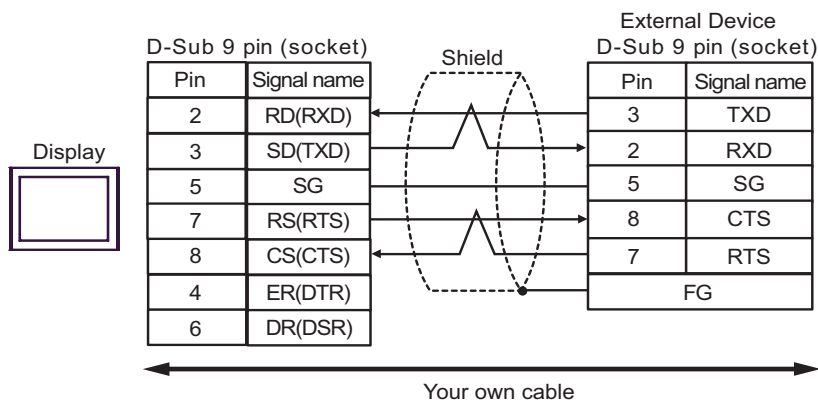 External Device
D-Sub 9 pin (socket)
Shield
D-Sub 9 pin (socket)
Pin Signal name
Pin Signal name
2 RD(RXD)
3 TXD
Display
3 SD(TXD)
2 RXD
5 SG
5 SG
7 RS(RTS)
8 CTS
8 CS(CTS)
7 RTS
4 ER(DTR)
FG
6 DR(DSR)
Your own cable